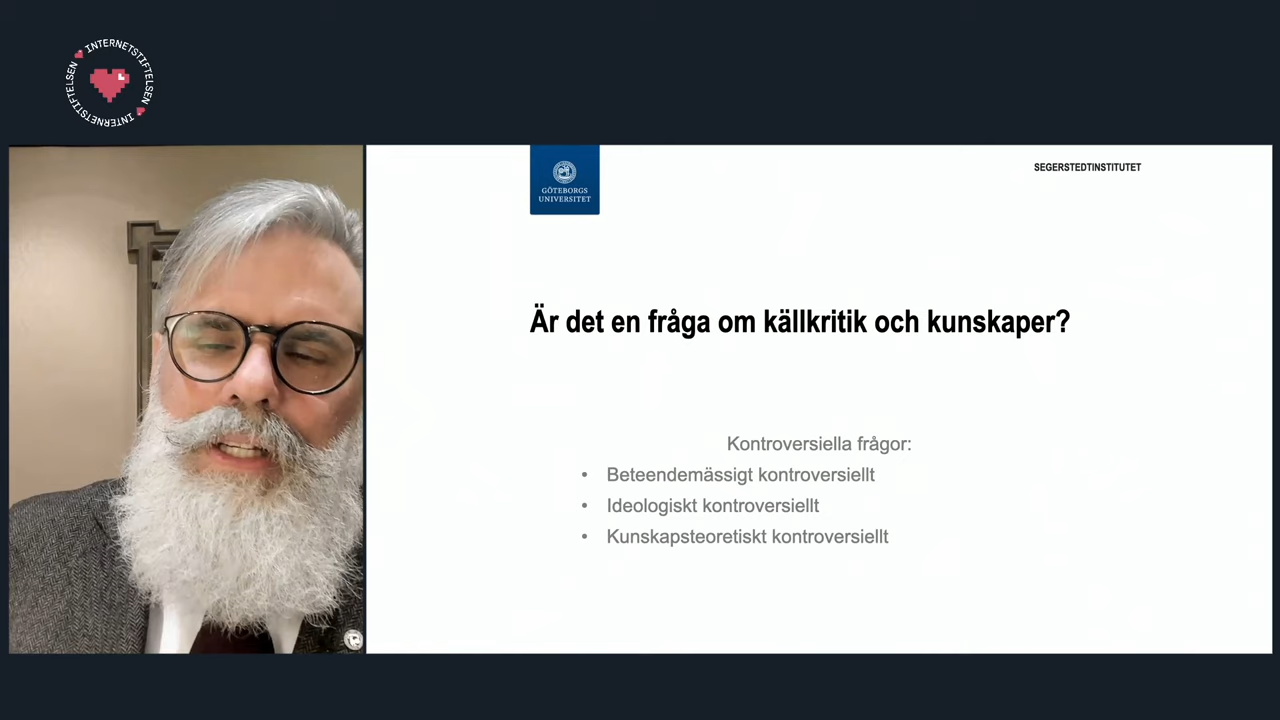 INTERNETSTIFTELSEN
INTERNETSTIFTELSEN
GÖTEBORGS
UNIVERSITET
SEGERSTEDTINSTITUTET
Är det en fråga om källkritik och kunskaper?
Kontroversiella frågor:
• Beteendemässigt kontroversiellt
• Ideologiskt kontroversiellt
• Kunskapsteoretiskt kontroversiellt